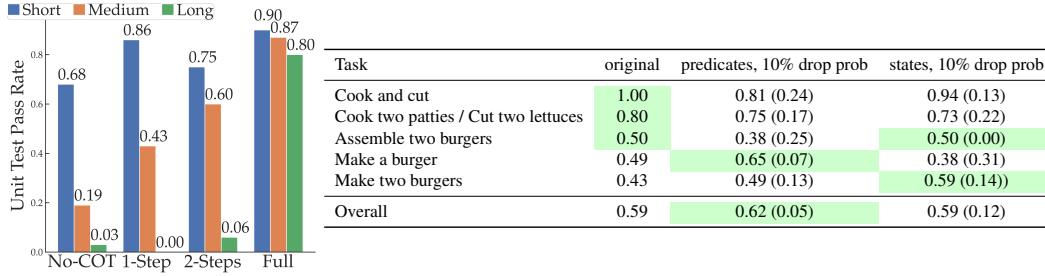 Short Medium Long
Unit Test Pass Rate
0.8
0.6
0.4
0.2
0.0
0.68 0.19 0.03
0.86 0.43 0.00
0.75 0.60 0.06
0.90 0.87 0.80
No-COT 1-Step 2-Steps Full
Task original predicates, 10% drop prob states, 10% drop prob
Cook and cut 1.00 0.81 (0.24) 0.94 (0.13)
Cook two patties / Cut two lettuces 0.80 0.75 (0.17) 0.73 (0.22)
Assemble two burgers 0.50 0.38 (0.25) 0.50 (0.00)
Make a burger 0.49 0.65 (0.07) 0.38 (0.31)
Make two burgers 0.43 0.49 (0.13) 0.59 (0.14))
Overall 0.59 0.62 (0.05) 0.59 (0.12)